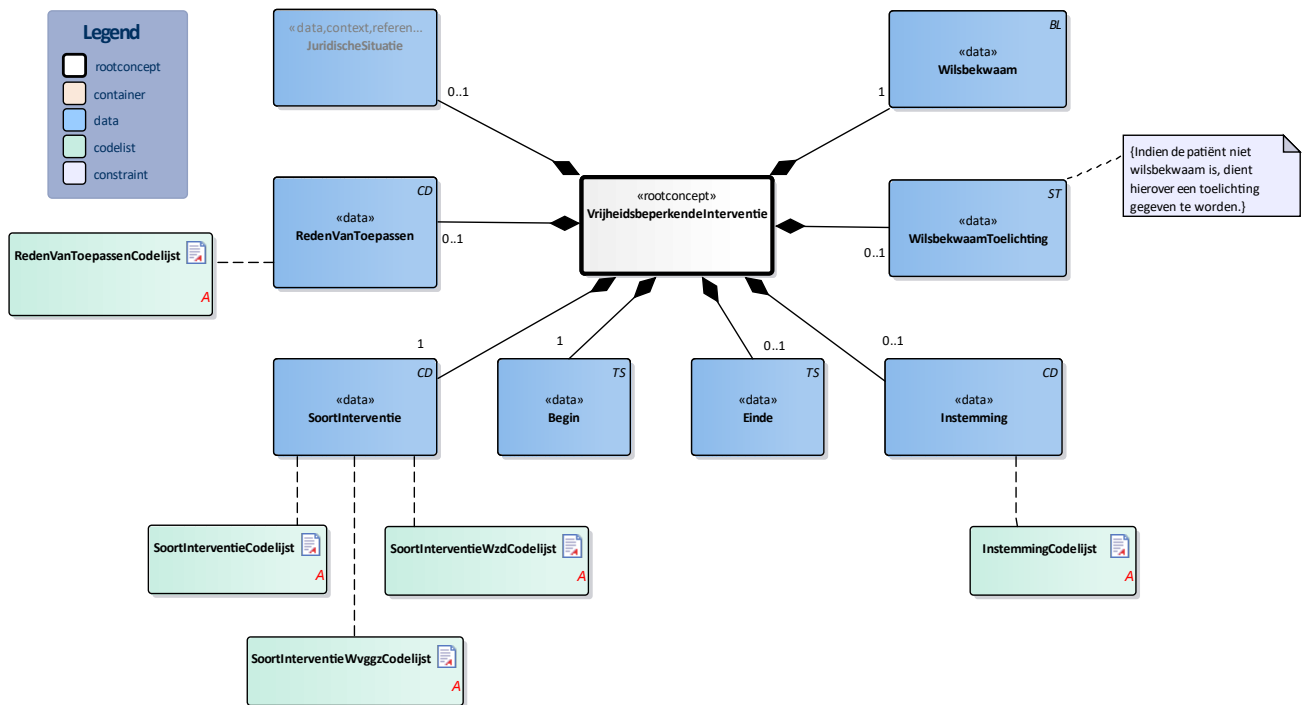 Legend
rootconcept
container
data
codelist
constraint
«data,context,referen...
JuridischeSituatie
0..1
BL
«data»
Wilsbekwaam
1
{Indien de patiënt niet
wilsbekwaam is, dient
hierover een toelichting
gegeven te worden.}
«rootconcept»
VrijheidsbeperkendeInterventie
CD
«data»
RedenVanToepassen
0..1
ST
«data»
WilsbekwaamToelichting
0..1
RedenVanToepassenCodelijst
A
1
1
0..1
0..1
CD
«data»
SoortInterventie
TS
«data»
Begin
TS
«data»
Einde
CD
«data»
Instemming
SoortInterventieCodelijst
A
SoortInterventieWzdCodelijst
A
InstemmingCodelijst
A
SoortInterventieWvggzCodelijst
A